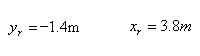 y_r = −1.4m x_r = 3.8m